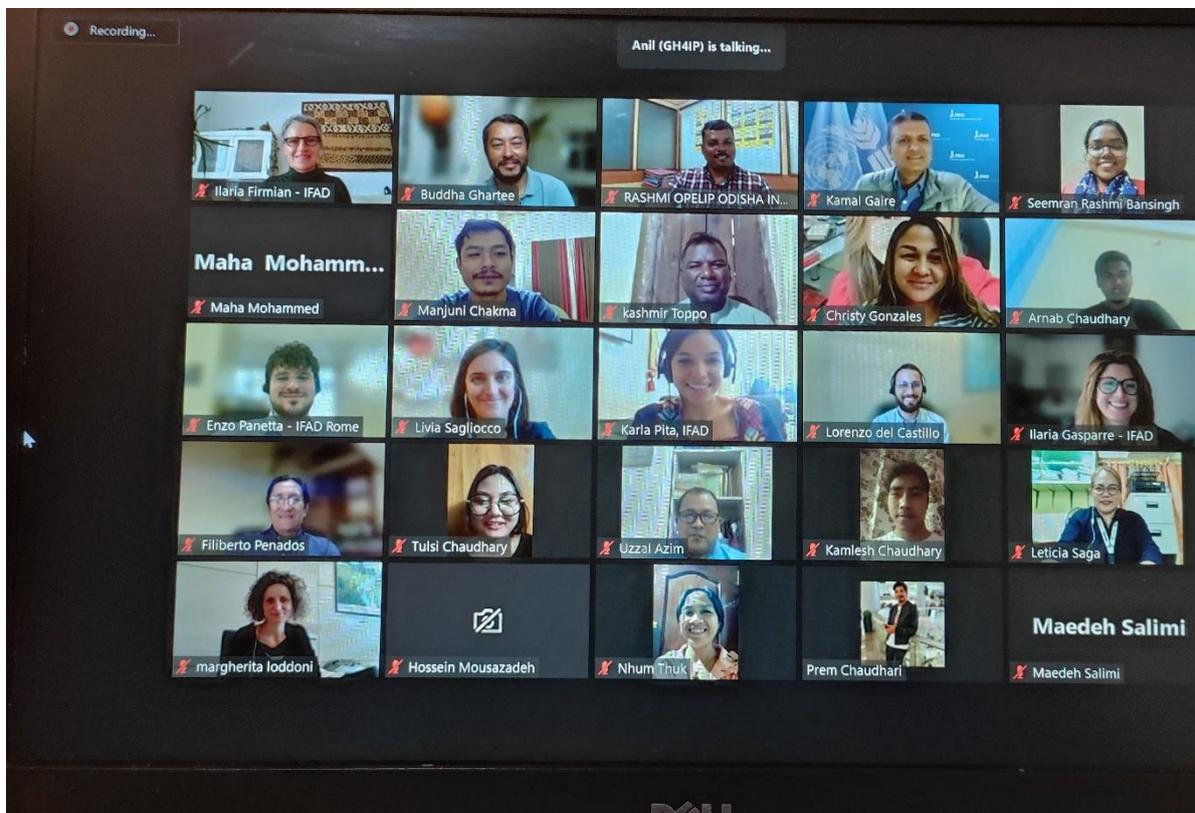 Recording...
Anil (GH4IP) is talking...
Ilaria Firmian - IFAD
Buddha Ghartee
RASHMI OPELIP ODISHA IN...
Kamal Gaire
Seemran Rashmi Bansingh
Maha Mohamm...
Maha Mohammed
Manjuni Chakma
kashmir Toppo
Christy Gonzales
Arnab Chaudhary
Enzo Panetta - IFAD Rome
Livia Sagliocco
Karla Pita, IFAD
Lorenzo del Castillo
Ilaria Gasparre - IFAD
Filiberto Penados
Tulsi Chaudhary
Uzzal Azim
Kamlesh Chaudhary
Leticia Saga
margherita loddoni
Hossein Mousazadeh
Nhum Thuk
Prem Chaudhari
Maedeh Salimi
Maedeh Salimi